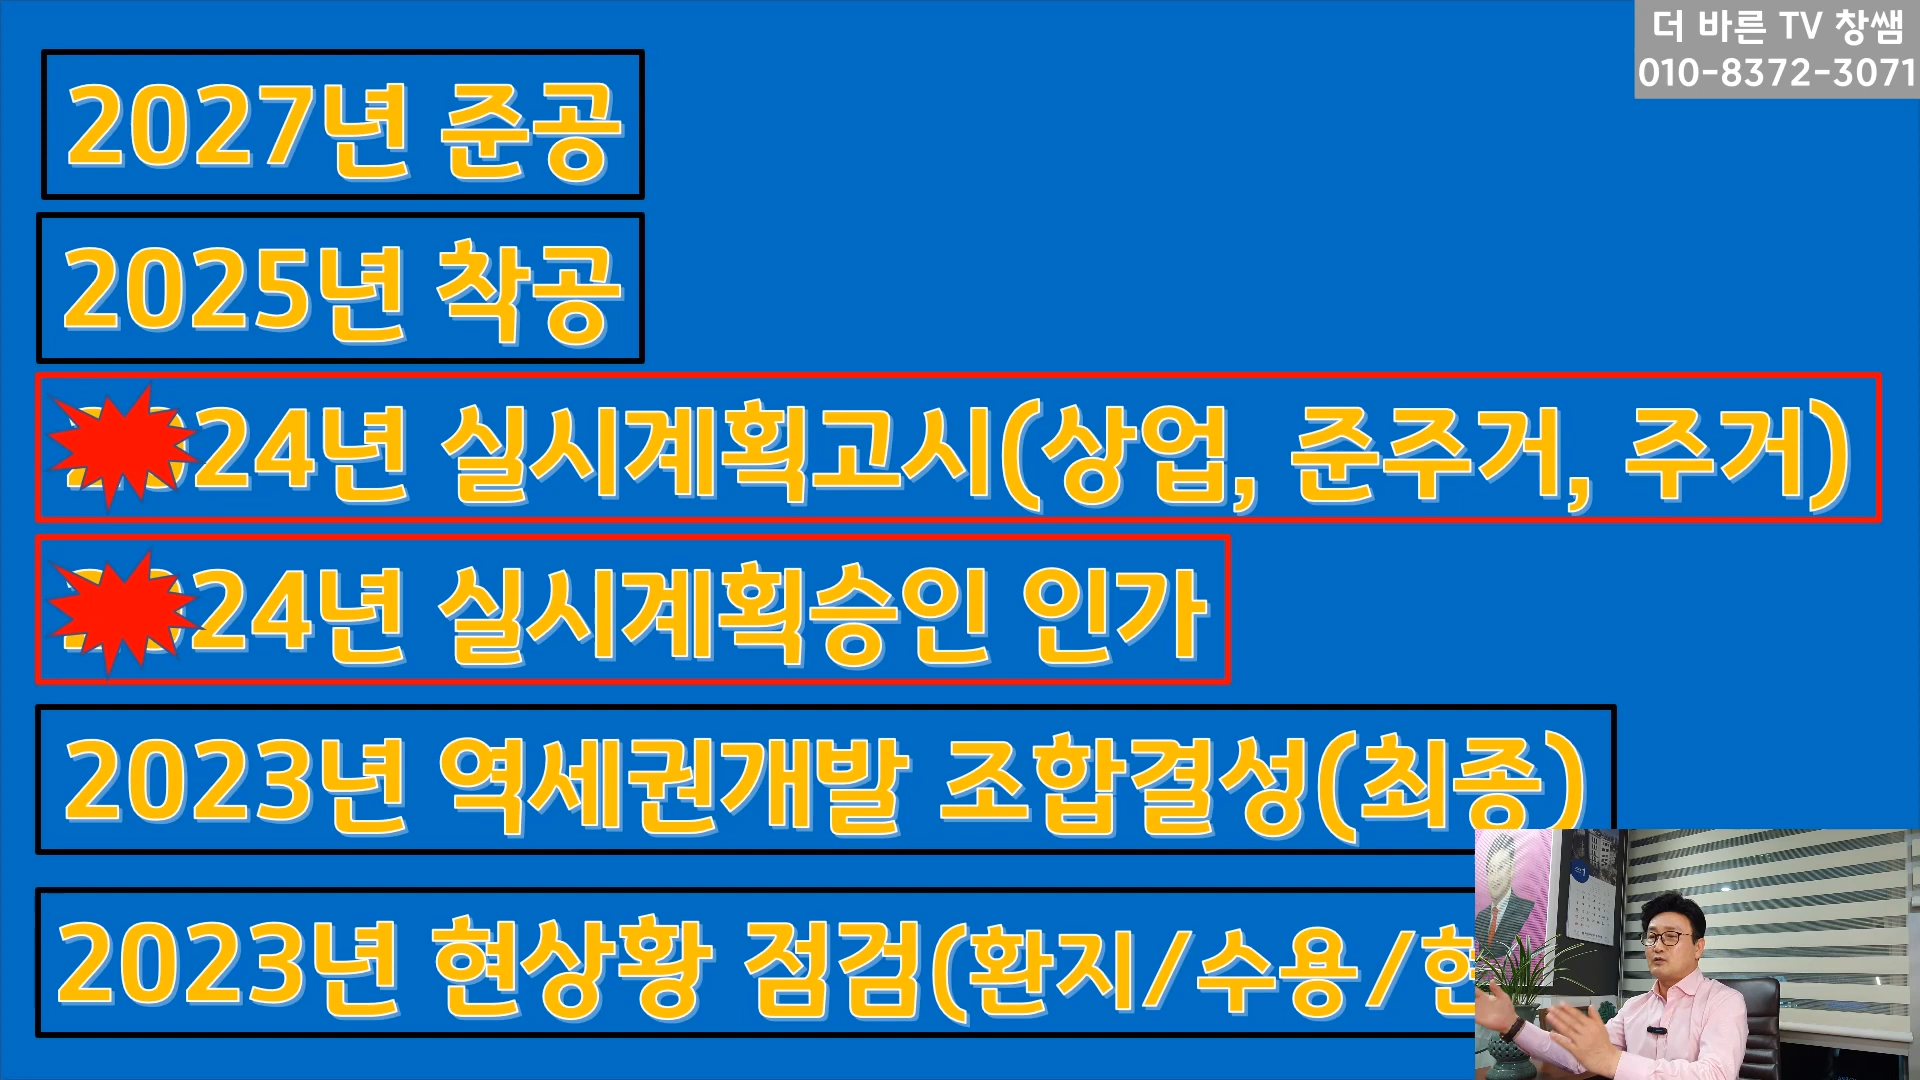 더 바른 TV 창쌤
010-8372-3071
2027년 준공
2025년 착공
24년 실시계획고시(상업, 준주거, 주거)
24년 실시계획승인 인가
2023년 역세권개발 조합결성(최종)
2023년 현상황 점검(환지/수용/